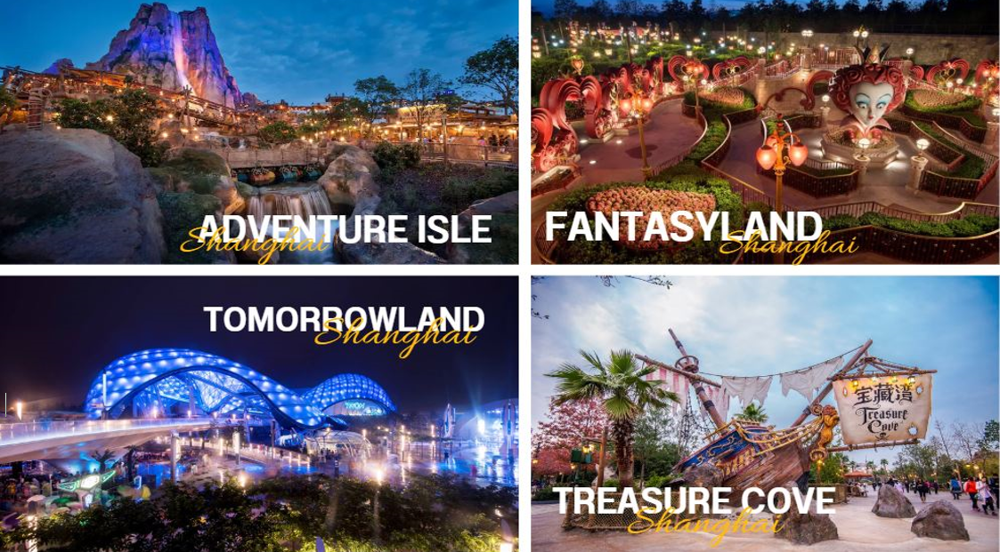 ADVENTURE ISLE
Shanghai
FANTASYLAND
Shanghai
TOMORROWLAND
Shanghai
宝藏湾
Treasure
Cove
TREASURE COVE
Shanghai